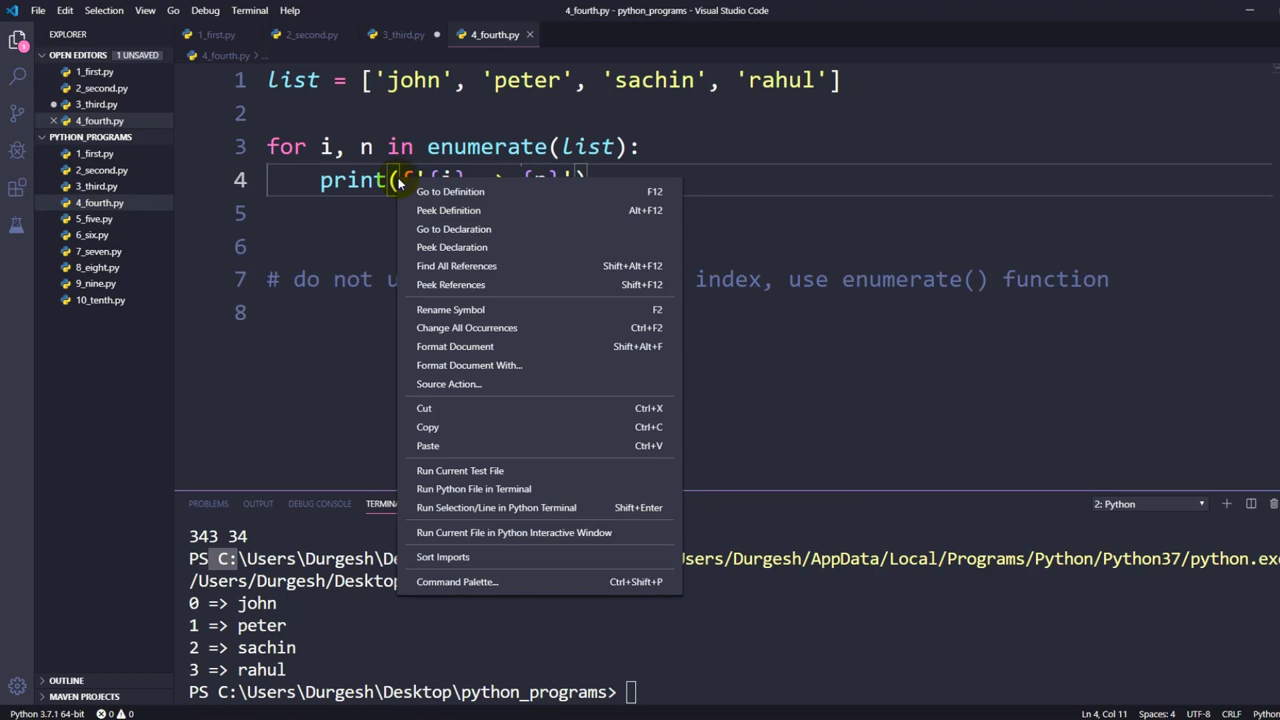 File Edit Selection View Go Debug Terminal Help 4_fourth.py - python_programs - Visual Studio Code
EXPLORER
1_first.py 2_second.py 3_third.py 4_fourth.py
OPEN EDITORS 1 UNSAVED
1_first.py
2_second.py
3_third.py
4_fourth.py
PYTHON_PROGRAMS
1_first.py
2_second.py
3_third.py
4_fourth.py
5_five.py
6_six.py
7_seven.py
8_eight.py
9_nine.py
10_tenth.py
OUTLINE
MAVEN PROJECTS
4_fourth.py > ...
1 list = ['john', 'peter', 'sachin', 'rahul']
2
3 for i, n in enumerate(list):
4 print(f'{i} => {n}')
5
6
7 # do not u index, use enumerate() function
8
Go to Definition F12
Peek Definition Alt+F12
Go to Declaration
Peek Declaration
Find All References Shift+Alt+F12
Peek References Shift+F12
Rename Symbol F2
Change All Occurrences Ctrl+F2
Format Document Shift+Alt+F
Format Document With...
Source Action...
Cut Ctrl+X
Copy Ctrl+C
Paste Ctrl+V
Run Current Test File
Run Python File in Terminal
Run Selection/Line in Python Terminal Shift+Enter
Run Current File in Python Interactive Window
Sort Imports
Command Palette... Ctrl+Shift+P
PROBLEMS OUTPUT DEBUG CONSOLE TERMIN 2: Python
343 34
PS C:\Users\Durgesh\De sers/Durgesh/AppData/Local/Programs/Python/Python37/python.exe
/Users/Durgesh/Desktop
0 => john
1 => peter
2 => sachin
3 => rahul
PS C:\Users\Durgesh\Desktop\python_programs>
Python 3.7.1 64-bit 0 0 Ln 4, Col 11 Spaces: 4 UTF-8 CRLF Python